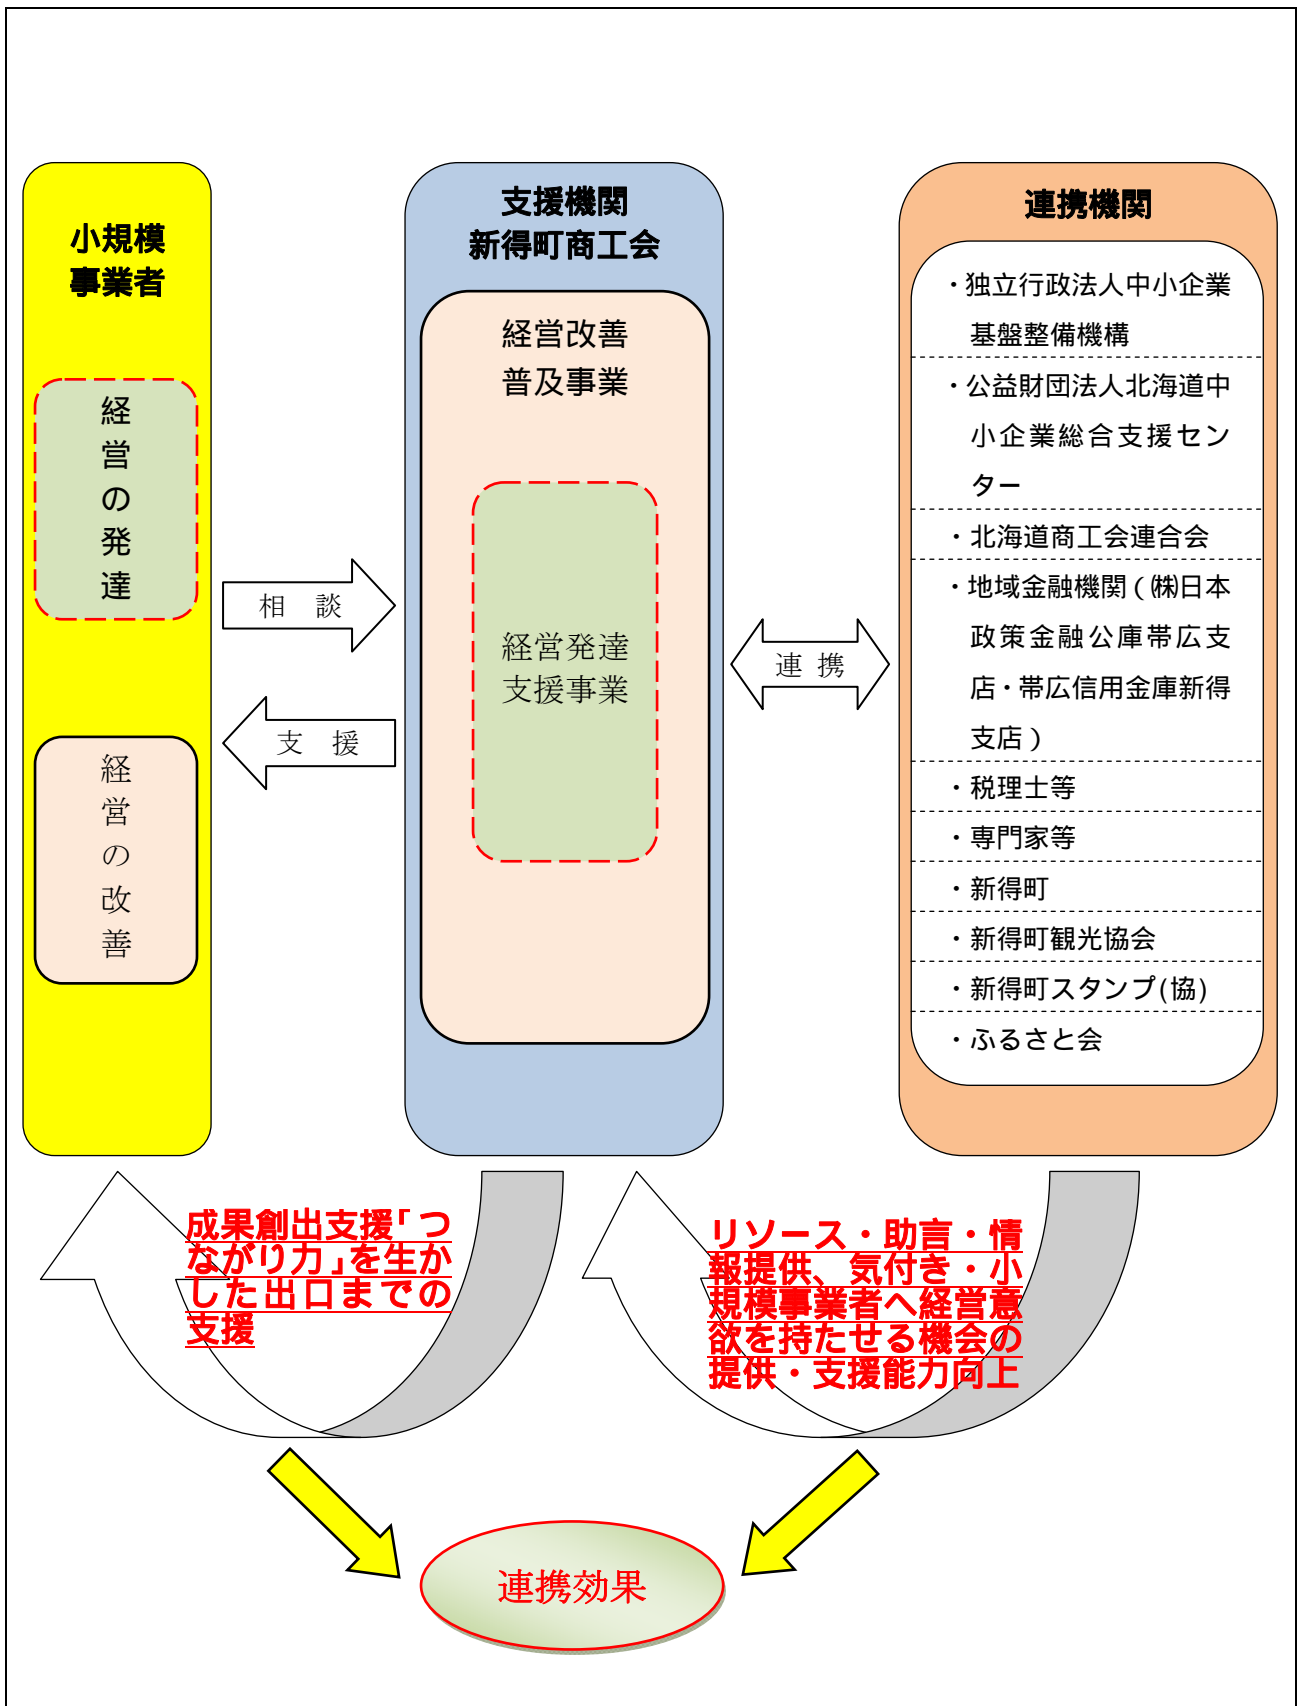 小規模
事業者
経
営
の
発
達
経
営
の
改
善
相　談
支　援
支援機関
新得町商工会
経営改善
普及事業
経営発達
支援事業
連 携
連携機関
・独立行政法人中小企業
基盤整備機構
・公益財団法人北海道中
小企業総合支援セン
ター
・北海道商工会連合会
・地域金融機関（㈱日本
政策金融公庫帯広支
店・帯広信用金庫新得
支店）
・税理士等
・専門家等
・新得町
・新得町観光協会
・新得町スタンプ(協)
・ふるさと会
成果創出支援「つ
ながり力」を生か
した出口までの
支援
リソース・助言・情
報提供、気付き・小
規模事業者へ経営意
欲を持たせる機会の
提供・支援能力向上
連携効果